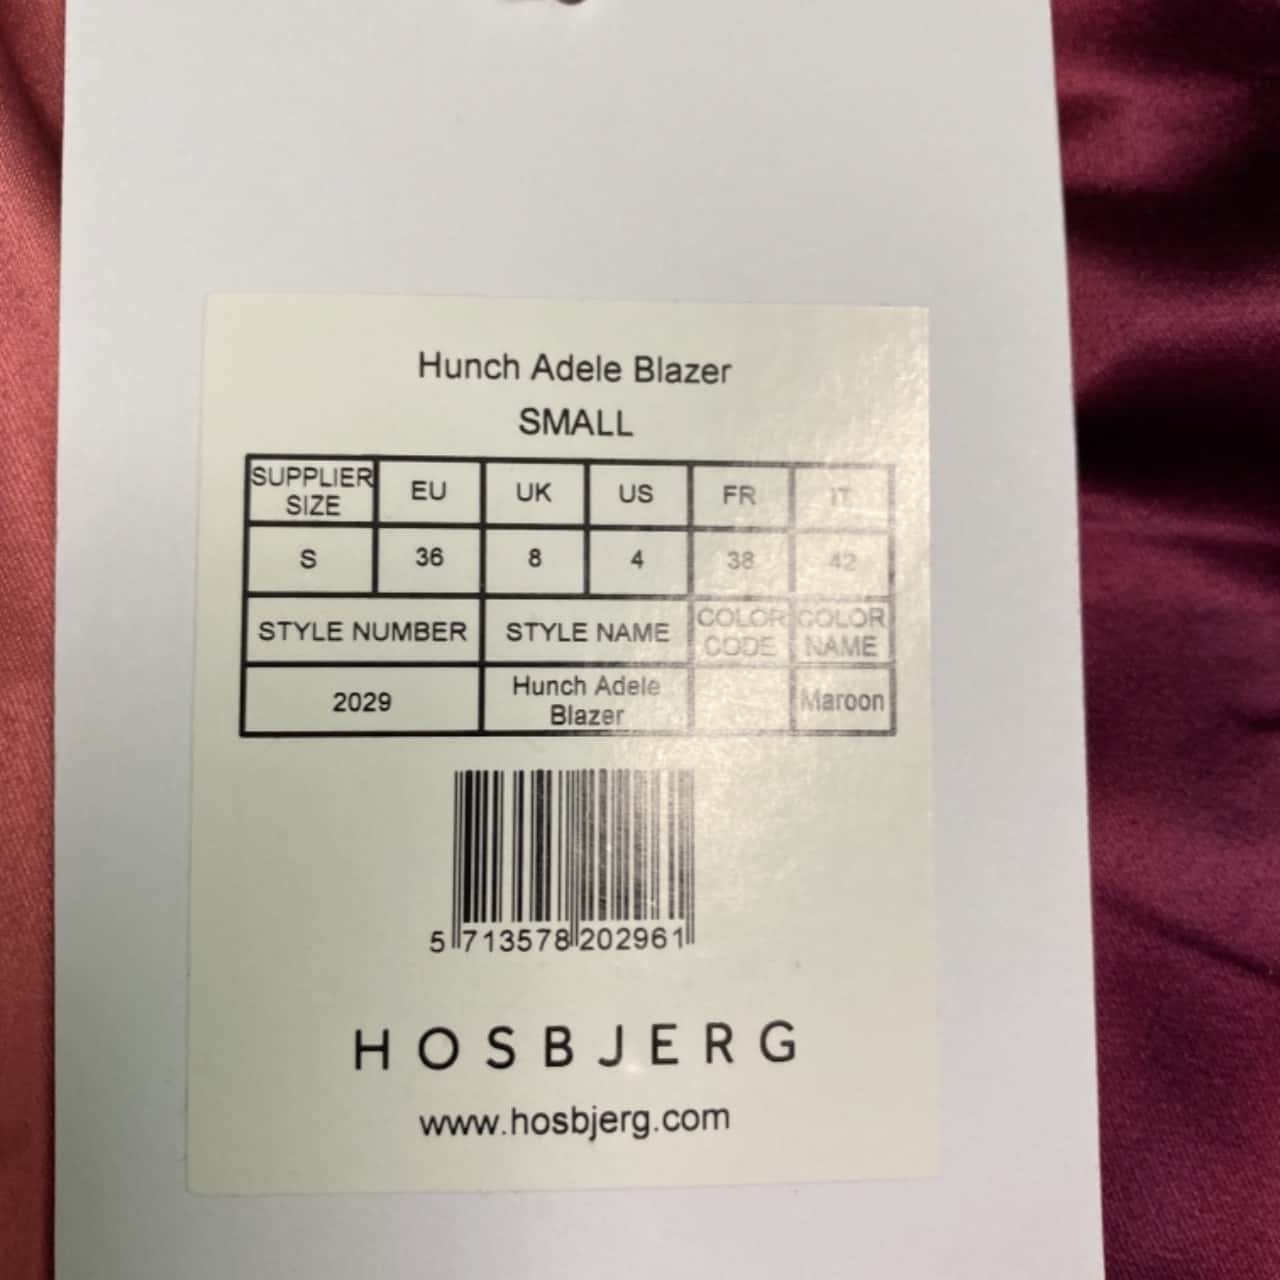 Hunch Adele Blazer
SMALL
SUPPLIER SIZE EU UK US FR IT
S 36 8 4 38 42
STYLE NUMBER STYLE NAME COLOR CODE COLOR NAME
2029 Hunch Adele Blazer Maroon
5 713578 202961
HOSBJERG
www.hosbjerg.com